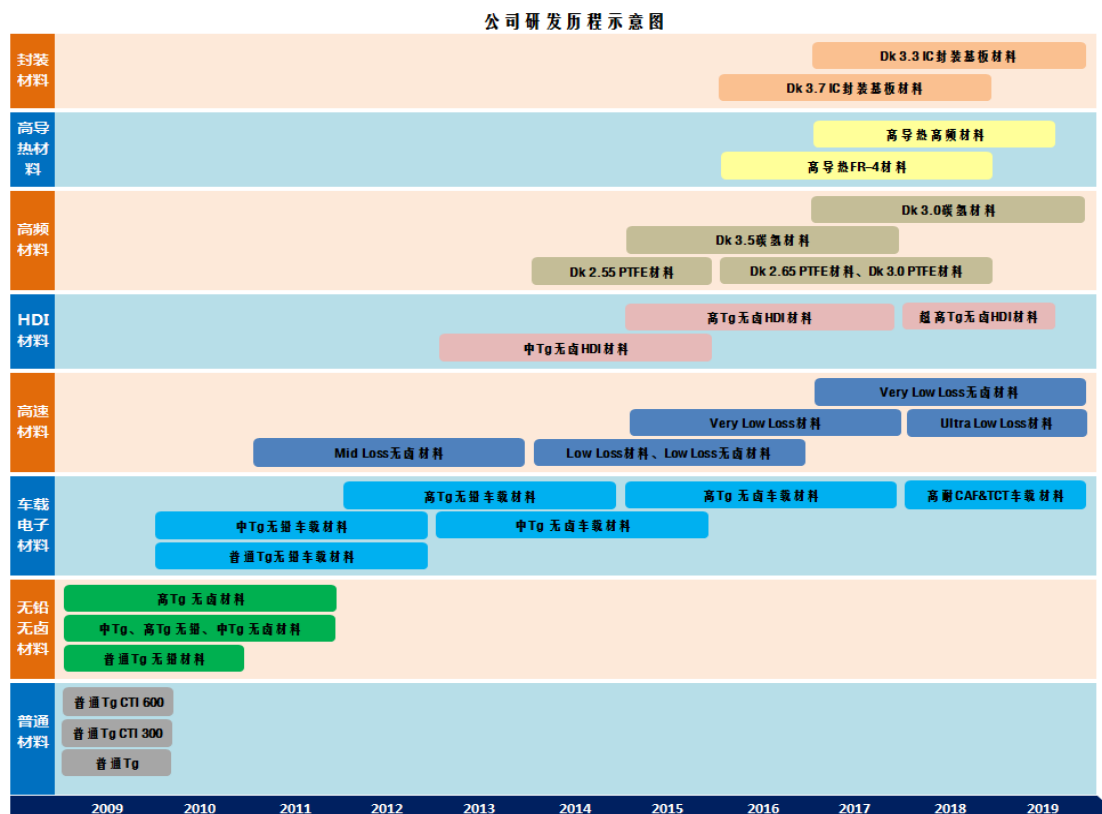 公司研发历程示意图
封装
材料
Dk 3.3 IC封装基板材料
Dk 3.7 IC封装基板材料
高导
热材
料
高导热高频材料
高导热FR-4材料
高频
材料
Dk 3.0碳氢材料
Dk 3.5碳氢材料
Dk 2.55 PTFE材料
Dk 2.65 PTFE材料、Dk 3.0 PTFE材料
HDI
材料
高Tg无卤HDI材料
超高Tg无卤HDI材料
中Tg无卤HDI材料
高速
材料
Very Low Loss无卤材料
Very Low Loss材料
Ultra Low Loss材料
Mid Loss无卤材料
Low Loss材料、Low Loss无卤材料
车载
电子
材料
高Tg无铅车载材料
高Tg 无卤车载材料
高耐CAF&TCT车载材料
中Tg无铅车载材料
中Tg 无卤车载材料
普通Tg无铅车载材料
无铅
无卤
材料
高Tg 无卤材料
中Tg、高Tg 无铅、中Tg 无卤材料
普通Tg 无铅材料
普通
材料
普通Tg CTI 600
普通Tg CTI 300
普通Tg
2009 2010 2011 2012 2013 2014 2015 2016 2017 2018 2019